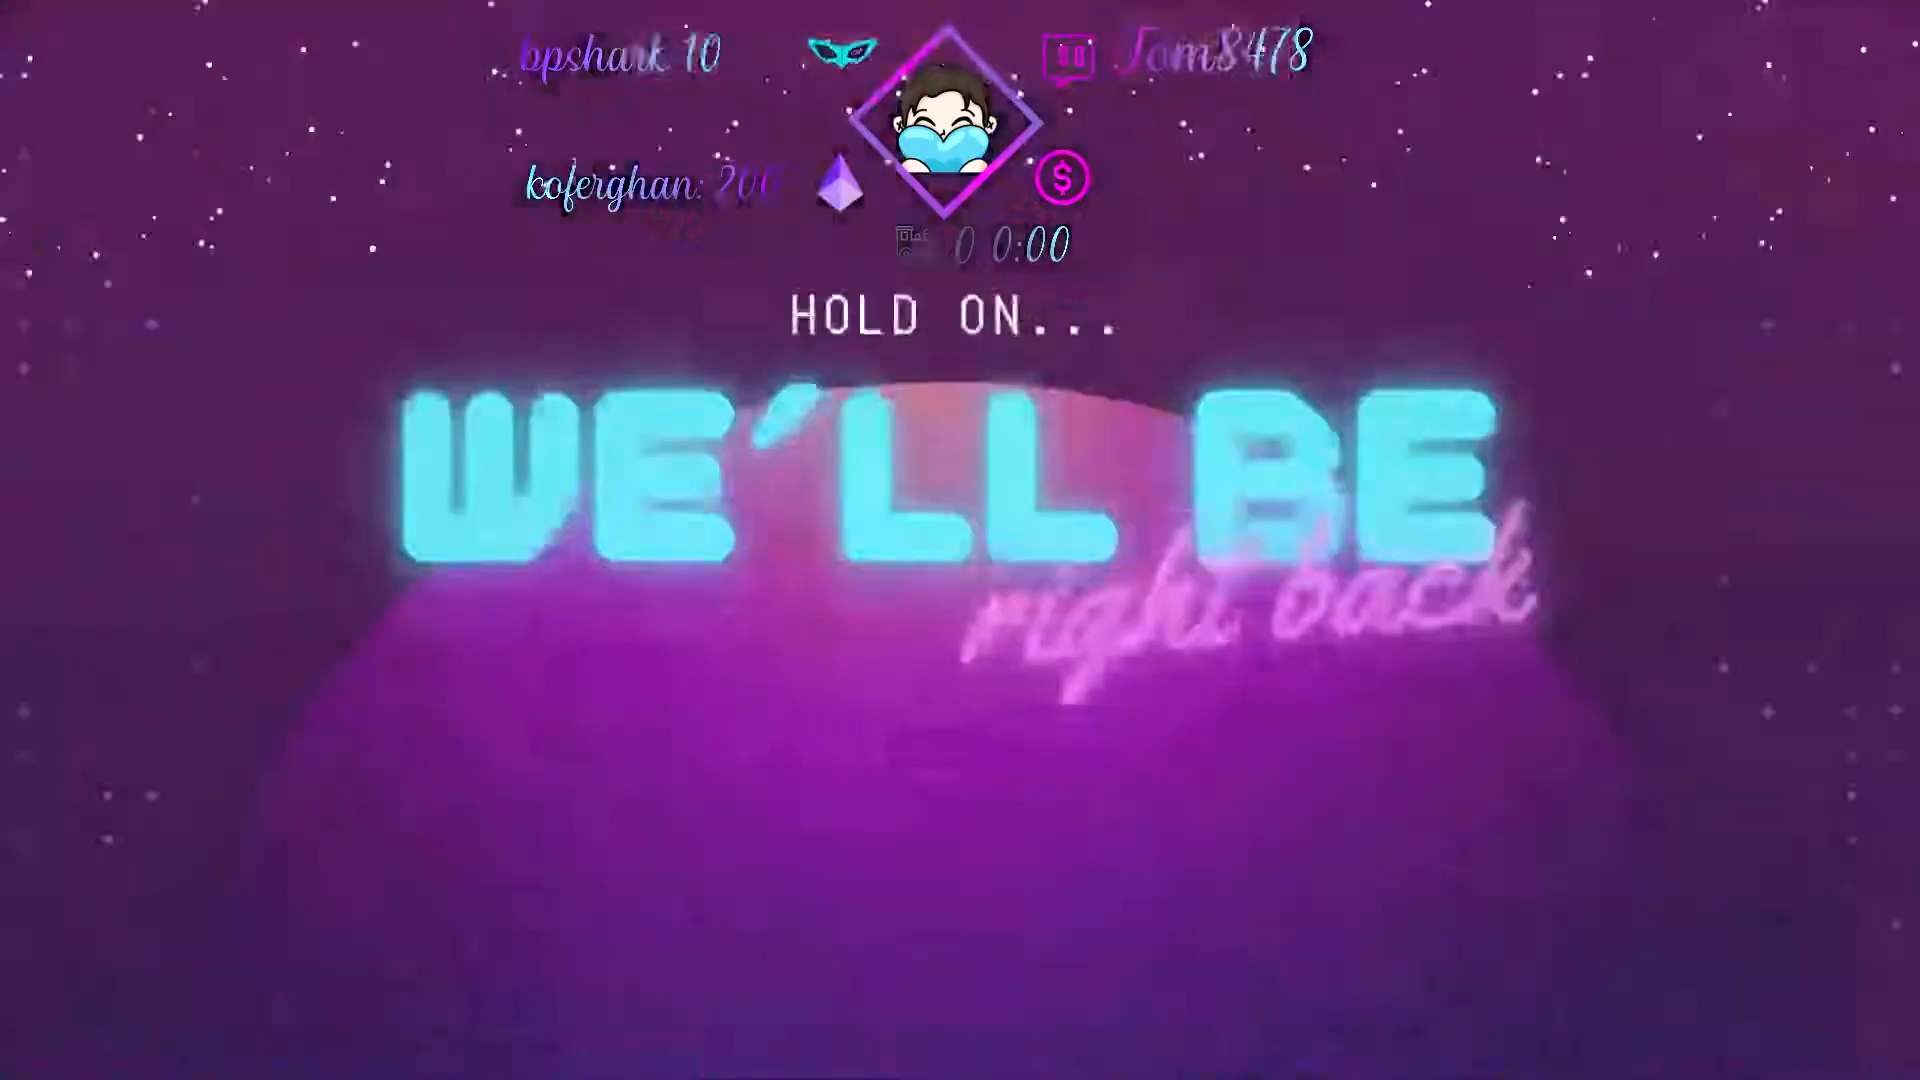 bpshark 10
Tom8478
koferghan: 200
0 0:00
HOLD ON...
WE'LL BE
right back